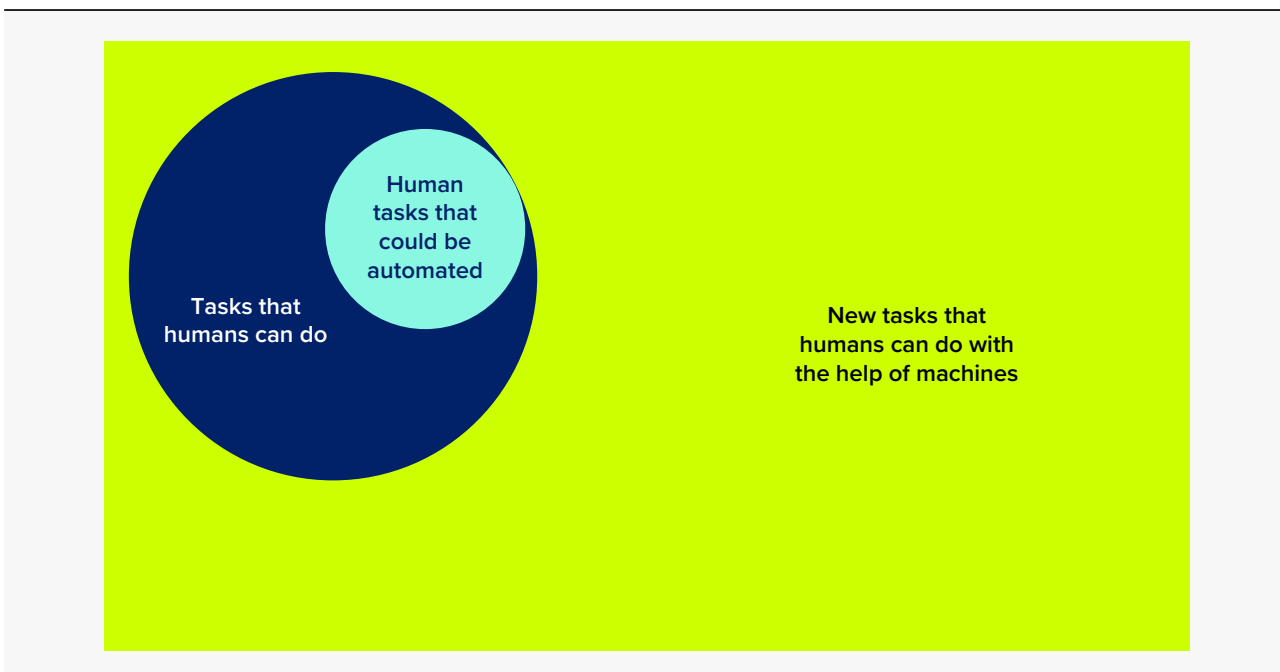 Human
tasks that
could be
automated
Tasks that
humans can do
New tasks that
humans can do with
the help of machines